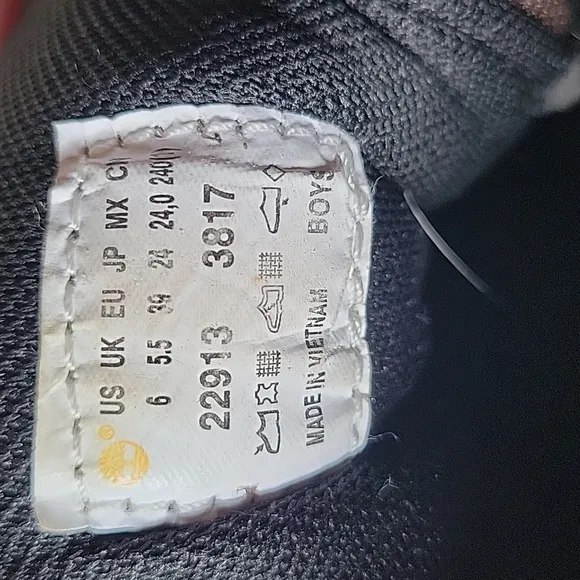 US UK EU JP MX CN
6 5.5 39 24 24,0 240(1)
22913 3817
MADE IN VIETNAM BOYS